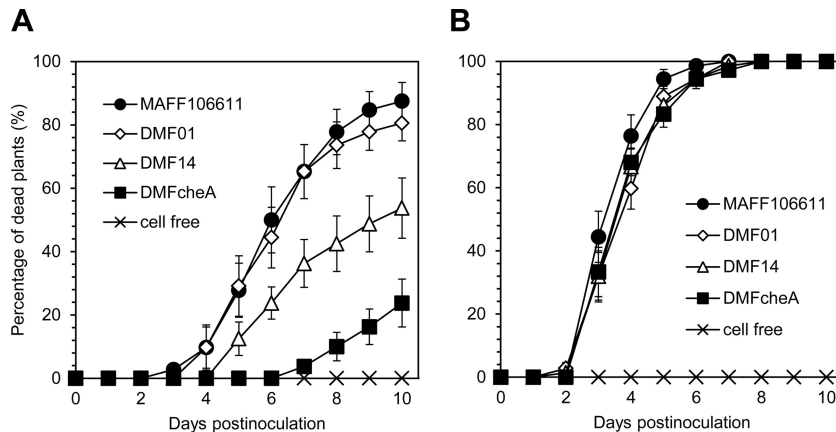 A
100
80
60
40
20
0
Percentage of dead plants (%)
MAFF106611
DMF01
DMF14
DMFcheA
cell free
0 2 4 6 8 10
Days postinoculation
B
100
80
60
40
20
0
MAFF106611
DMF01
DMF14
DMFcheA
cell free
0 2 4 6 8 10
Days postinoculation